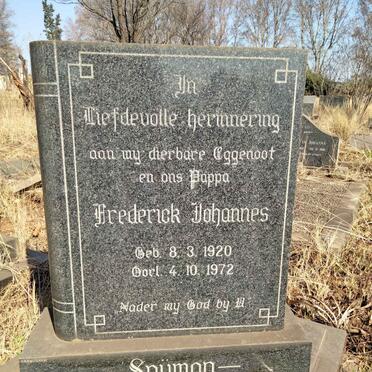 In
Liefdevolle herinnering
aan my dierbare Eggenoot
en ons Pappa
Frederick Johannes
Geb. 8. 3. 1920
Oorl. 4. 10. 1972
Nader my God by U
Snÿman